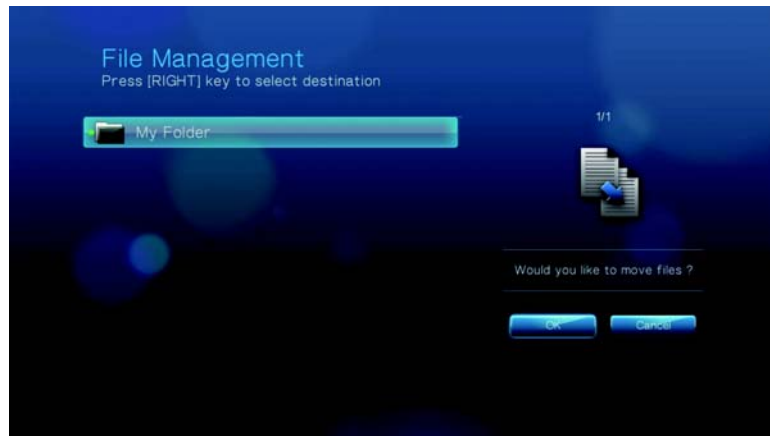 File Management
Press [RIGHT] key to select destination
My Folder
1/1
Would you like to move files ?
OK
Cancel